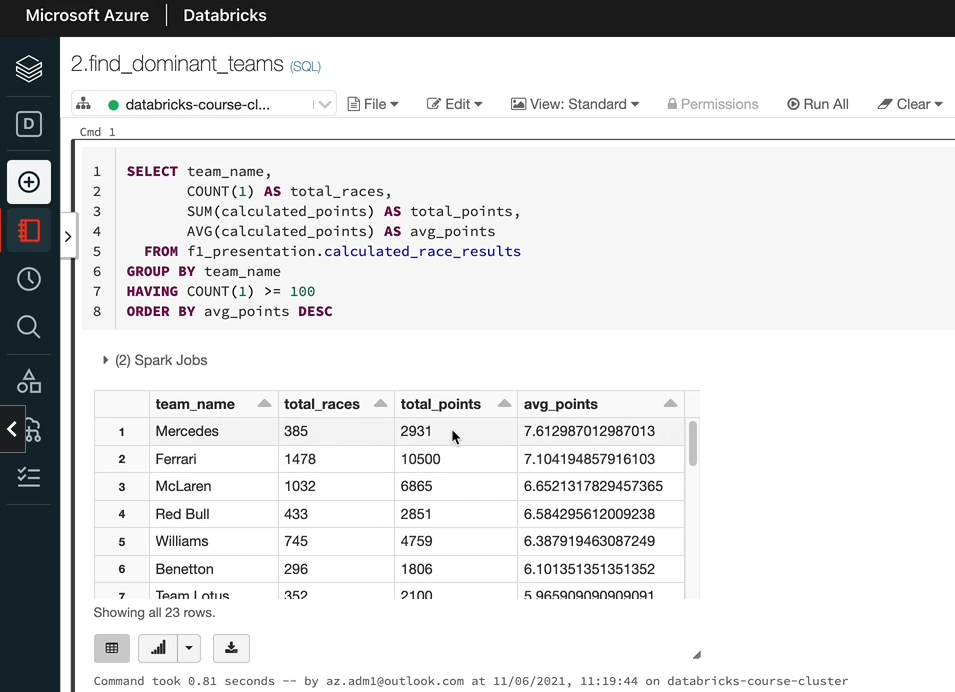 Microsoft Azure Databricks
2.find_dominant_teams (SQL)
databricks-course-cl... File Edit View: Standard Permissions Run All Clear
Cmd 1
1 SELECT team_name,
2 COUNT(1) AS total_races,
3 SUM(calculated_points) AS total_points,
4 AVG(calculated_points) AS avg_points
5 FROM f1_presentation.calculated_race_results
6 GROUP BY team_name
7 HAVING COUNT(1) >= 100
8 ORDER BY avg_points DESC
(2) Spark Jobs
team_name total_races total_points avg_points
1 Mercedes 385 2931 7.612987012987013
2 Ferrari 1478 10500 7.104194857916103
3 McLaren 1032 6865 6.6521317829457365
4 Red Bull 433 2851 6.584295612009238
5 Williams 745 4759 6.387919463087249
6 Benetton 296 1806 6.101351351351352
7 Team Lotus 352 2100 5.965909090909091
Showing all 23 rows.
Command took 0.81 seconds -- by az.adm1@outlook.com at 11/06/2021, 11:19:44 on databricks-course-cluster